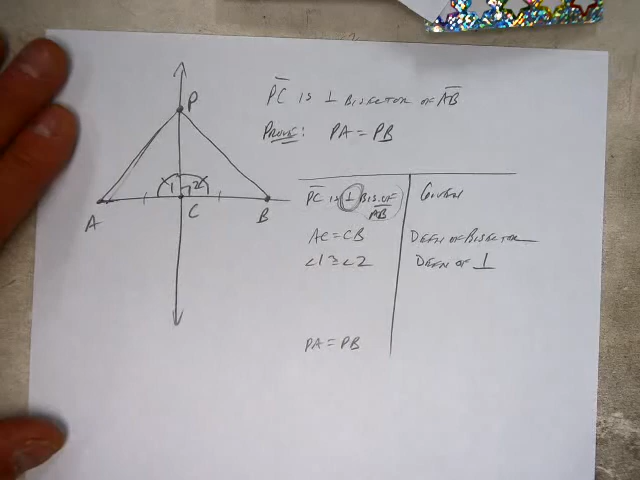 PC is ⊥ Bisector of AB
Prove: PA = PB
P
1 2
A C B
PC is ⊥ Bis. of AB Given
AC = CB Defn of Bisector
<1 ≅ <2 Defn of ⊥
PA = PB